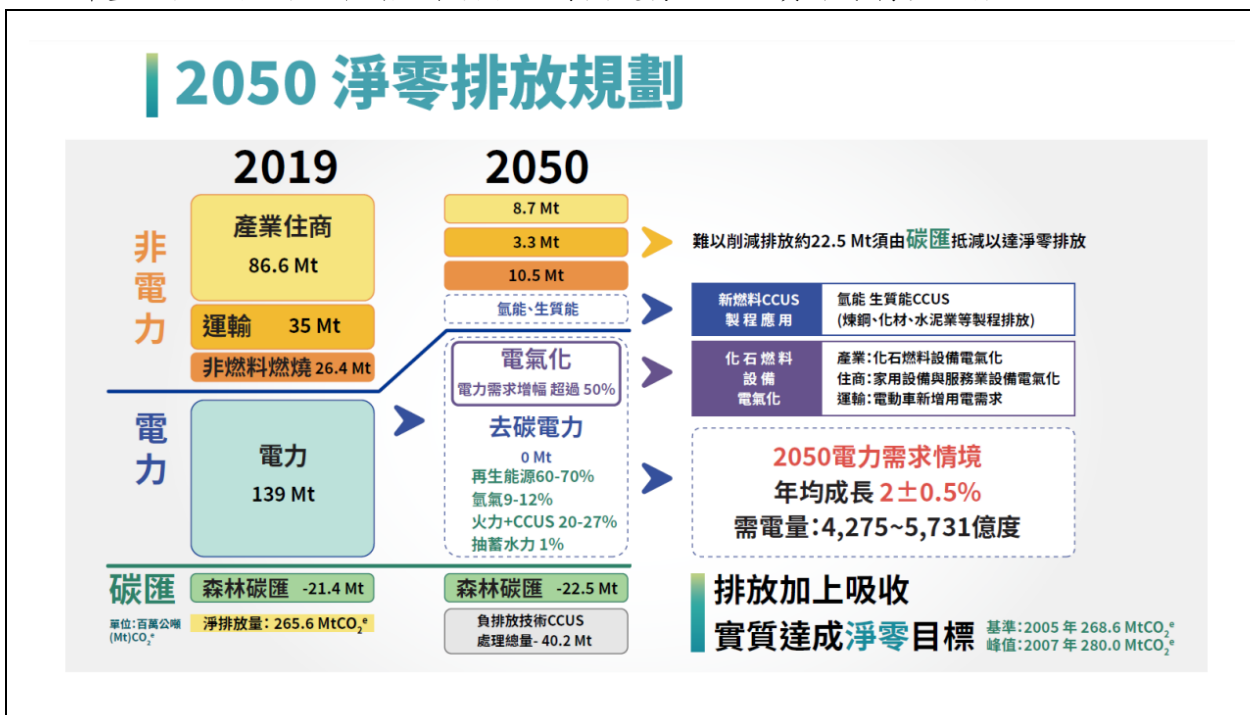 2050 淨零排放規劃
2019
2050
非電力
產業住商
86.6 Mt
運輸 35 Mt
非燃料燃燒 26.4 Mt
8.7 Mt
3.3 Mt
10.5 Mt
氫能、生質能
難以削減排放約22.5 Mt須由碳匯抵減以達淨零排放
新燃料CCUS
製程應用
氫能 生質能CCUS
(煉鋼、化材、水泥業等製程排放)
電力
電力
139 Mt
電氣化
電力需求增幅 超過 50%
去碳電力
0 Mt
再生能源60-70%
氫氣9-12%
火力+CCUS 20-27%
抽蓄水力 1%
化石燃料
設備
電氣化
產業:化石燃料設備電氣化
住商:家用設備與服務業設備電氣化
運輸:電動車新增用電需求
2050電力需求情境
年均成長 2±0.5%
需電量:4,275~5,731億度
碳匯
單位:百萬公噸
(Mt)CO₂ᵉ
森林碳匯 -21.4 Mt
淨排放量: 265.6 MtCO₂ᵉ
森林碳匯 -22.5 Mt
負排放技術CCUS
處理總量- 40.2 Mt
排放加上吸收
實質達成淨零目標
基準:2005 年 268.6 MtCO₂ᵉ
峰值:2007 年 280.0 MtCO₂ᵉ